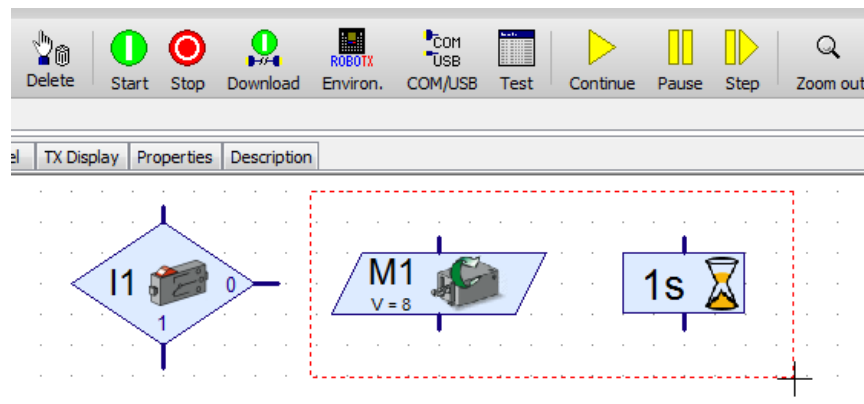 COM
USB
ROBOTX
Delete Start Stop Download Environ. COM/USB Test Continue Pause Step Zoom out
el TX Display Properties Description
I1 0
1
M1
V = 8
1s